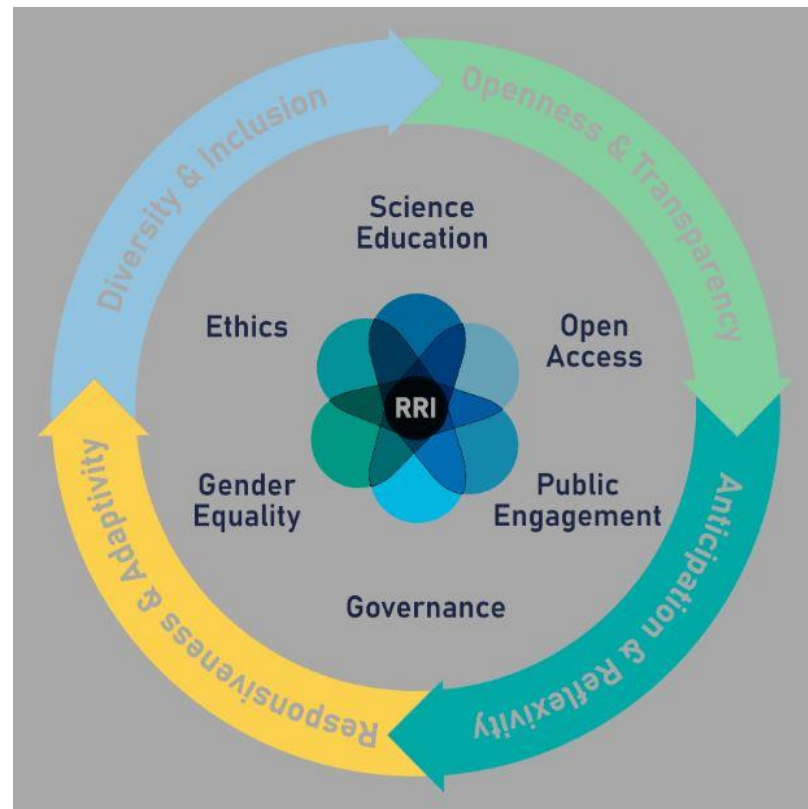 Diversity & Inclusion
Openness & Transparency
Science
Education
Ethics
Open
Access
RRI
Gender
Equality
Public
Engagement
Governance
Responsiveness & Adaptivity
Anticipation & Reflexivity